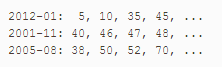 2012-01:  5, 10, 35, 45, ...
2001-11: 40, 46, 47, 48, ...
2005-08: 38, 50, 52, 70, ...